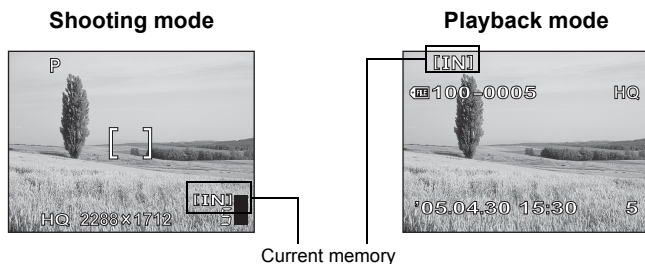 Shooting mode
P
[IN]
HQ 2288×1712
Playback mode
[IN]
100-0005 HQ
'05.04.30 15:30 5
Current memory